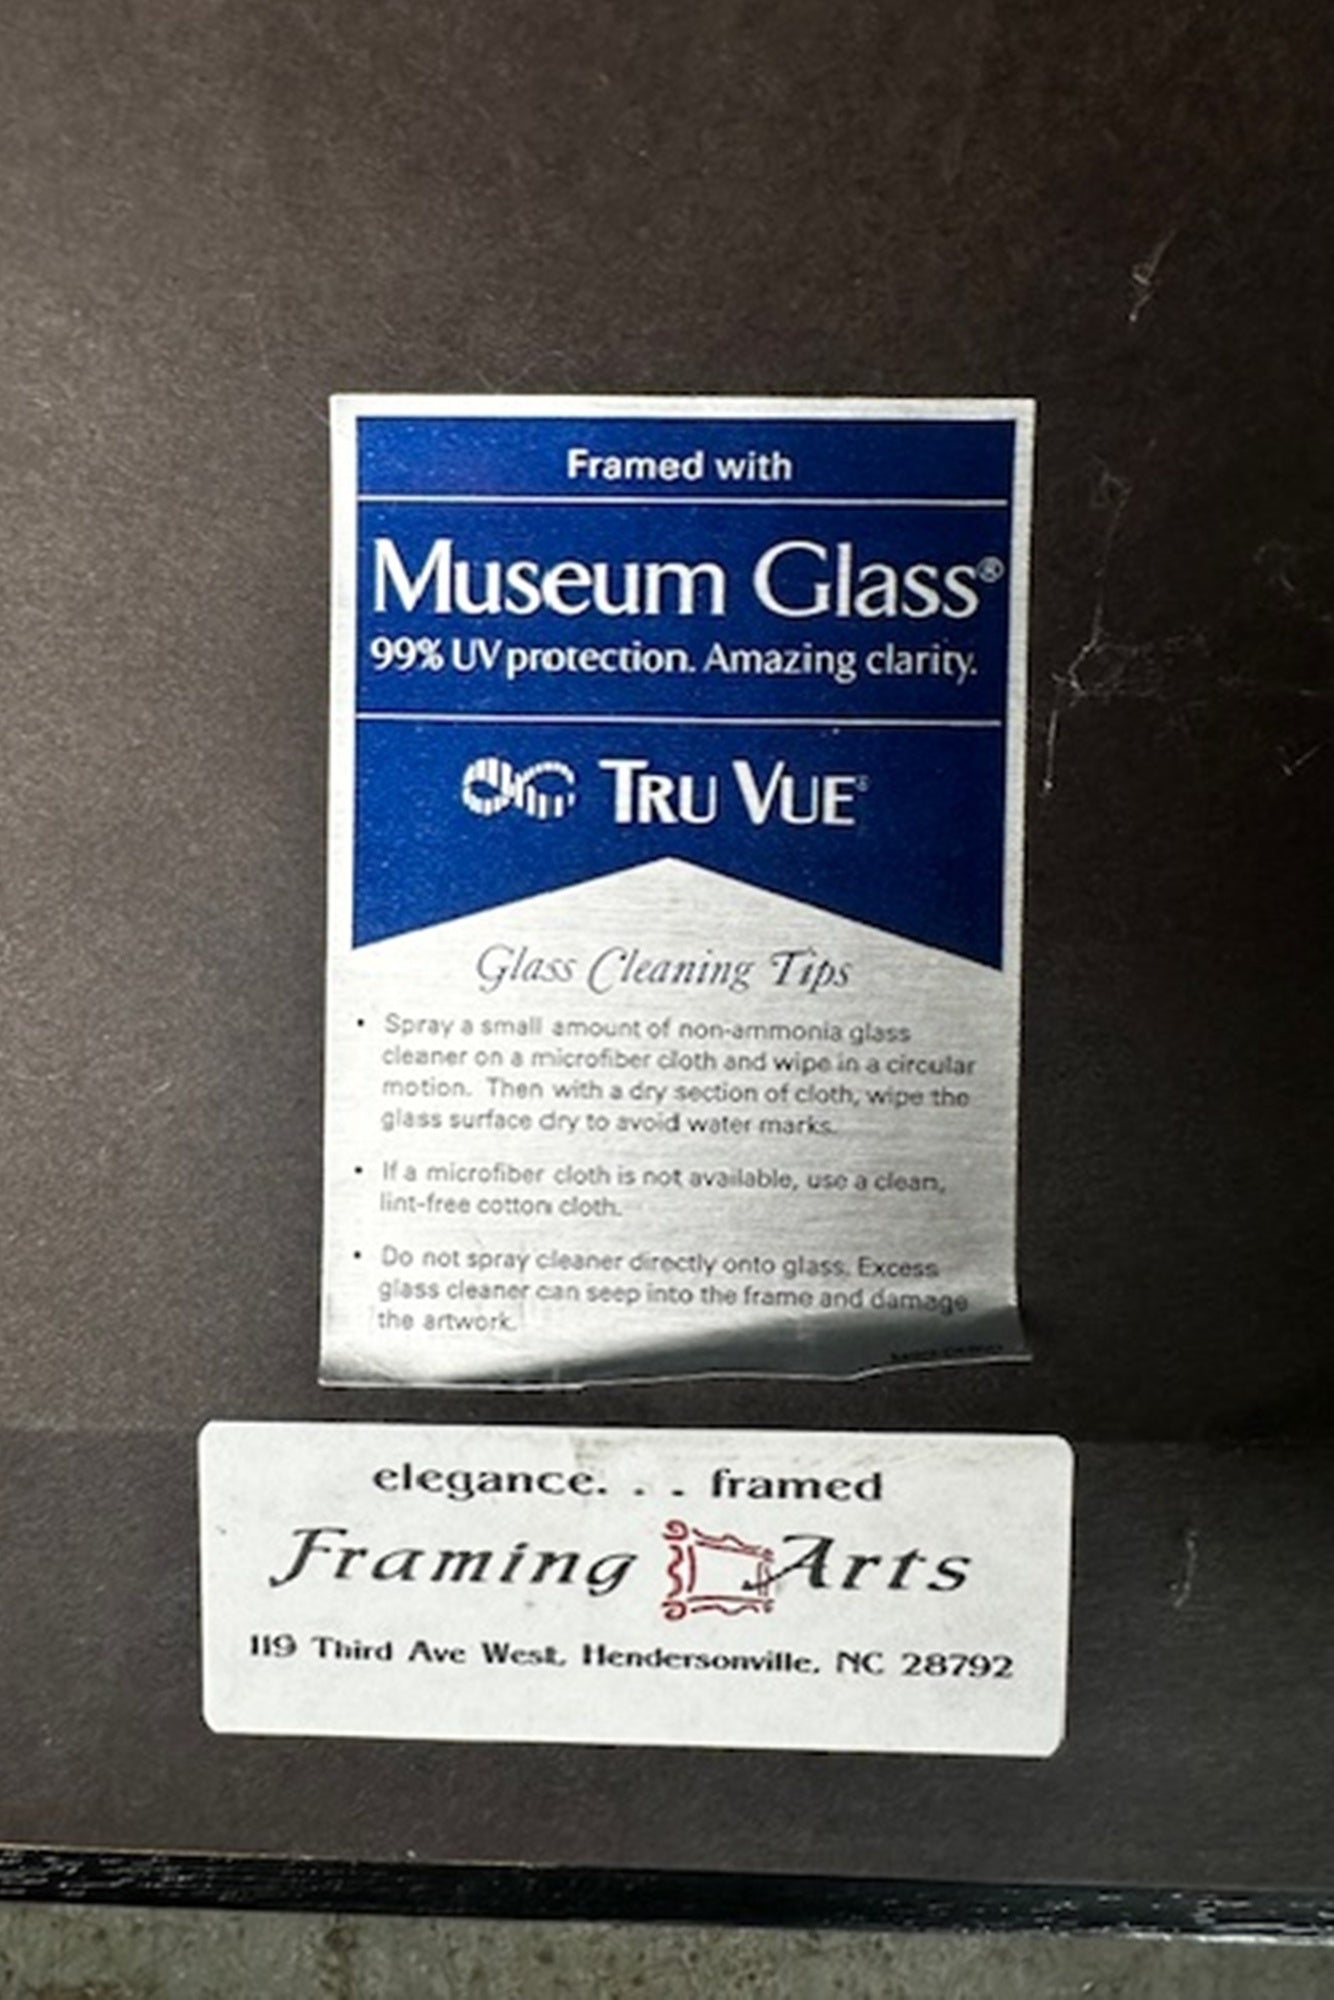 Framed with
Museum Glass®
99% UV protection. Amazing clarity.
TRU VUE®
Glass Cleaning Tips
• Spray a small amount of non-ammonia glass
cleaner on a microfiber cloth and wipe in a circular
motion. Then with a dry section of cloth, wipe the
glass surface dry to avoid water marks.
• If a microfiber cloth is not available, use a clean,
lint-free cotton cloth.
• Do not spray cleaner directly onto glass. Excess
glass cleaner can seep into the frame and damage
the artwork.
elegance. . . framed
Framing Arts
119 Third Ave West, Hendersonville, NC 28792